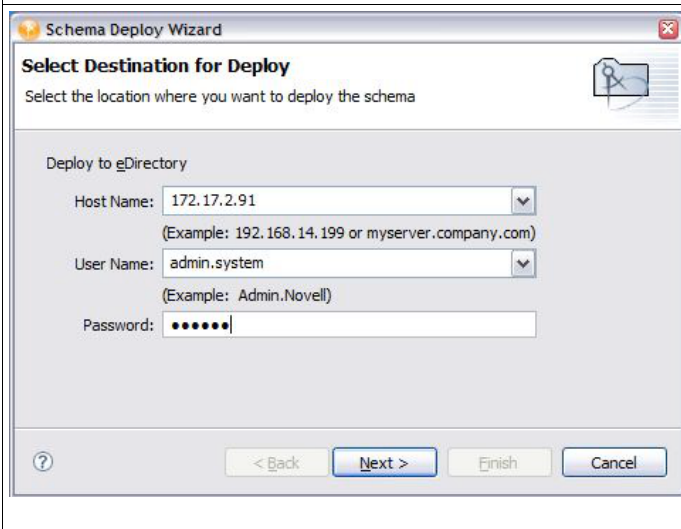 Schema Deploy Wizard
Select Destination for Deploy
Select the location where you want to deploy the schema
Deploy to eDirectory
Host Name: 172.17.2.91
(Example: 192.168.14.199 or myserver.company.com)
User Name: admin.system
(Example: Admin.Novell)
Password: ●●●●●●
? < Back Next > Finish Cancel